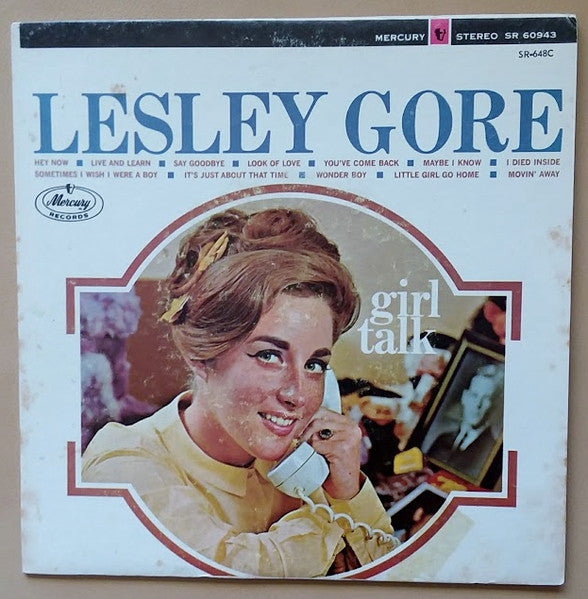 MERCURY STEREO SR 60943
SR-648C
LESLEY GORE
HEY NOW ■ LIVE AND LEARN ■ SAY GOODBYE ■ LOOK OF LOVE ■ YOU'VE COME BACK ■ MAYBE I KNOW ■ I DIED INSIDE
SOMETIMES I WISH I WERE A BOY ■ IT'S JUST ABOUT THAT TIME ■ WONDER BOY ■ LITTLE GIRL GO HOME ■ MOVIN' AWAY
Mercury
RECORDS
girl
talk